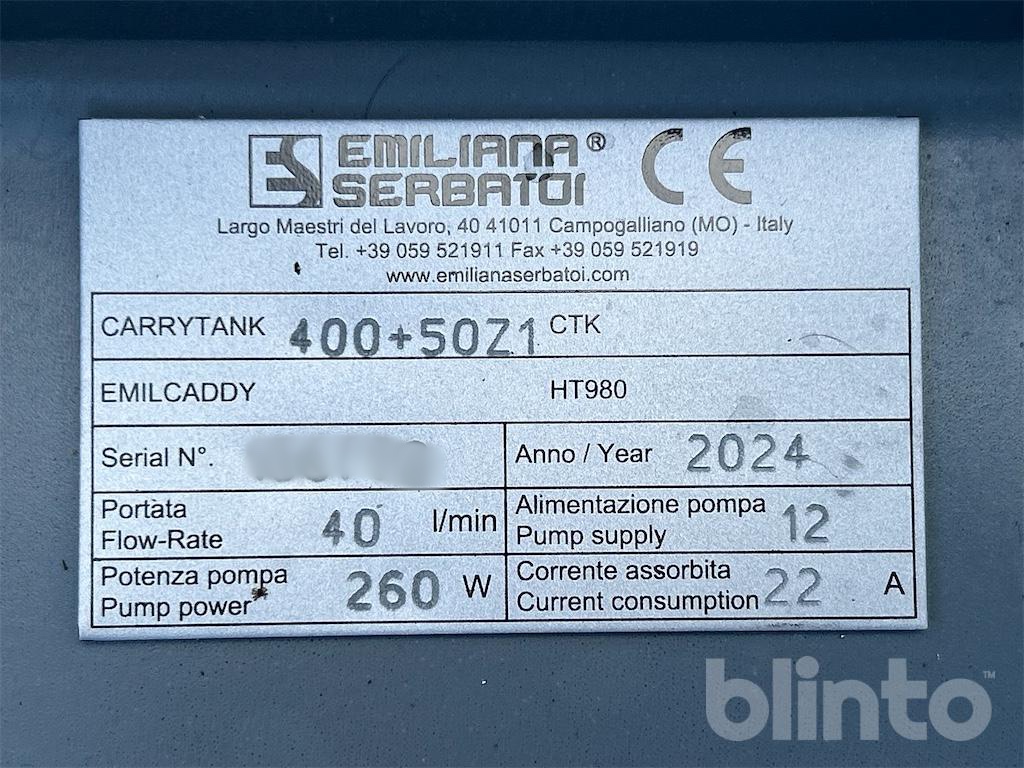 ES EMILIANA® CE
SERBATOI
Largo Maestri del Lavoro, 40 41011 Campogalliano (MO) - Italy
Tel. +39 059 521911 Fax +39 059 521919
www.emilianaserbatoi.com
CARRYTANK 400+50Z1 CTK
EMILCADDY HT980
Serial N°. Anno / Year 2024
Portata Alimentazione pompa
Flow-Rate 40 l/min Pump supply 12
Potenza pompa Corrente assorbita
Pump power 260 W Current consumption 22 A
blinto™